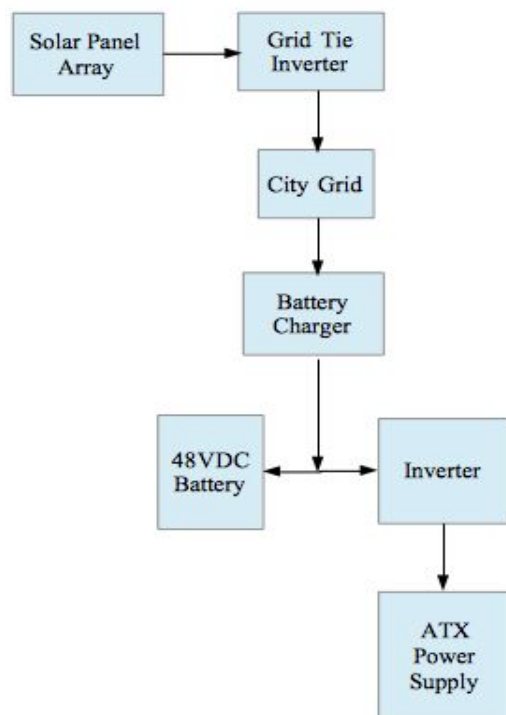 Solar Panel
Array
Grid Tie
Inverter
City Grid
Battery
Charger
48VDC
Battery
Inverter
ATX
Power
Supply